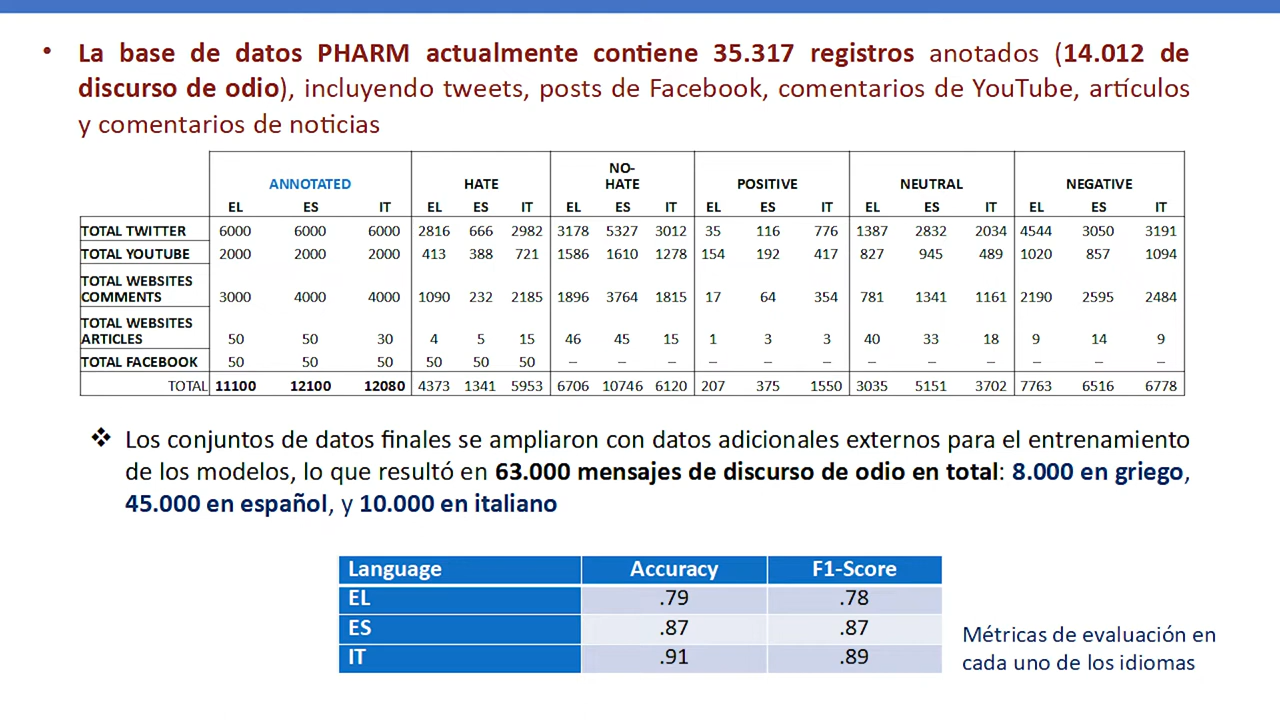 • La base de datos PHARM actualmente contiene 35.317 registros anotados (14.012 de
discurso de odio), incluyendo tweets, posts de Facebook, comentarios de YouTube, artículos
y comentarios de noticias
ANNOTATED HATE NO-HATE POSITIVE NEUTRAL NEGATIVE
EL ES IT EL ES IT EL ES IT EL ES IT EL ES IT EL ES IT
TOTAL TWITTER 6000 6000 6000 2816 666 2982 3178 5327 3012 35 116 776 1387 2832 2034 4544 3050 3191
TOTAL YOUTUBE 2000 2000 2000 413 388 721 1586 1610 1278 154 192 417 827 945 489 1020 857 1094
TOTAL WEBSITES
COMMENTS 3000 4000 4000 1090 232 2185 1896 3764 1815 17 64 354 781 1341 1161 2190 2595 2484
TOTAL WEBSITES
ARTICLES 50 50 30 4 5 15 46 45 15 1 3 3 40 33 18 9 14 9
TOTAL FACEBOOK 50 50 50 50 50 50 – – – – – – – – – – – –
TOTAL 11100 12100 12080 4373 1341 5953 6706 10746 6120 207 375 1550 3035 5151 3702 7763 6516 6778
❖ Los conjuntos de datos finales se ampliaron con datos adicionales externos para el entrenamiento
de los modelos, lo que resultó en 63.000 mensajes de discurso de odio en total: 8.000 en griego,
45.000 en español, y 10.000 en italiano
Language Accuracy F1-Score
EL .79 .78
ES .87 .87
IT .91 .89
Métricas de evaluación en
cada uno de los idiomas